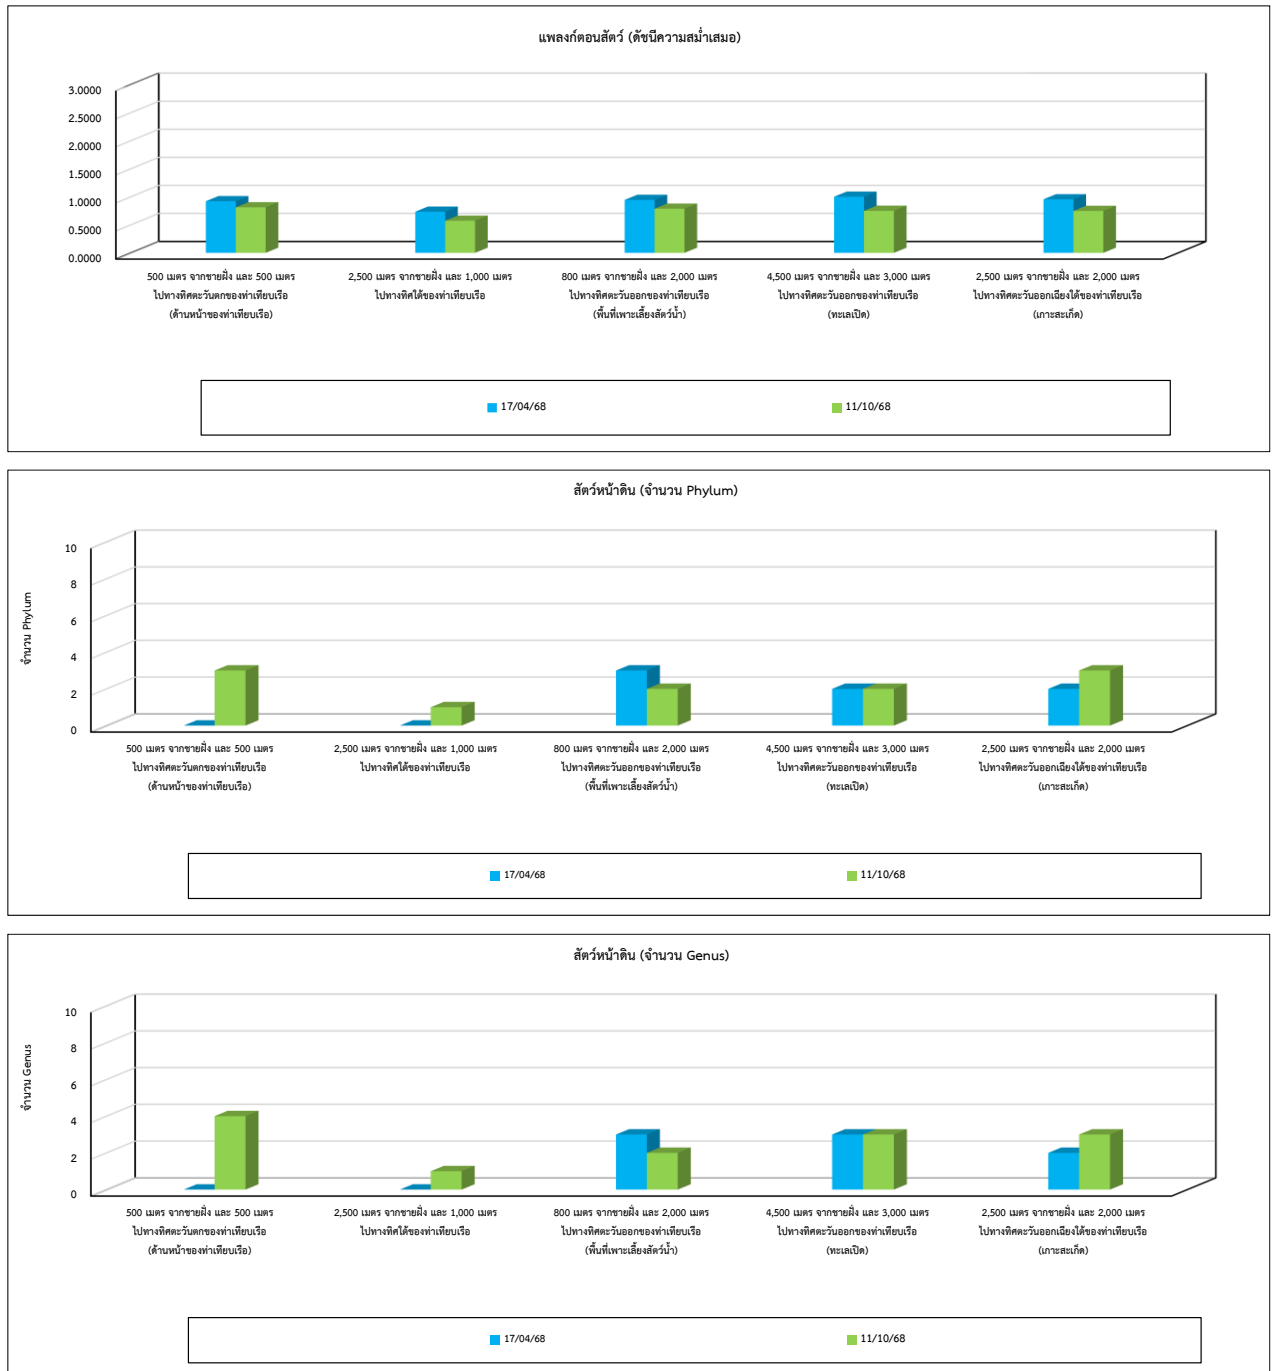 แพลงก์ตอนสัตว์ (ดัชนีความสม่ำเสมอ)
3.0000
2.5000
2.0000
1.5000
1.0000
0.5000
0.0000
500 เมตร จากชายฝั่ง และ 500 เมตร
ไปทางทิศตะวันตกของท่าเทียบเรือ
(ด้านหน้าของท่าเทียบเรือ)
2,500 เมตร จากชายฝั่ง และ 1,000 เมตร
ไปทางทิศใต้ของท่าเทียบเรือ
800 เมตร จากชายฝั่ง และ 2,000 เมตร
ไปทางทิศตะวันออกของท่าเทียบเรือ
(พื้นที่เพาะเลี้ยงสัตว์น้ำ)
4,500 เมตร จากชายฝั่ง และ 3,000 เมตร
ไปทางทิศตะวันออกของท่าเทียบเรือ
(ทะเลเปิด)
2,500 เมตร จากชายฝั่ง และ 2,000 เมตร
ไปทางทิศตะวันออกเฉียงใต้ของท่าเทียบเรือ
(เกาะสะเก็ด)
17/04/68
11/10/68
สัตว์หน้าดิน (จำนวน Phylum)
จำนวน Phylum
10
8
6
4
2
0
500 เมตร จากชายฝั่ง และ 500 เมตร
ไปทางทิศตะวันตกของท่าเทียบเรือ
(ด้านหน้าของท่าเทียบเรือ)
2,500 เมตร จากชายฝั่ง และ 1,000 เมตร
ไปทางทิศใต้ของท่าเทียบเรือ
800 เมตร จากชายฝั่ง และ 2,000 เมตร
ไปทางทิศตะวันออกของท่าเทียบเรือ
(พื้นที่เพาะเลี้ยงสัตว์น้ำ)
4,500 เมตร จากชายฝั่ง และ 3,000 เมตร
ไปทางทิศตะวันออกของท่าเทียบเรือ
(ทะเลเปิด)
2,500 เมตร จากชายฝั่ง และ 2,000 เมตร
ไปทางทิศตะวันออกเฉียงใต้ของท่าเทียบเรือ
(เกาะสะเก็ด)
17/04/68
11/10/68
สัตว์หน้าดิน (จำนวน Genus)
จำนวน Genus
10
8
6
4
2
0
500 เมตร จากชายฝั่ง และ 500 เมตร
ไปทางทิศตะวันตกของท่าเทียบเรือ
(ด้านหน้าของท่าเทียบเรือ)
2,500 เมตร จากชายฝั่ง และ 1,000 เมตร
ไปทางทิศใต้ของท่าเทียบเรือ
800 เมตร จากชายฝั่ง และ 2,000 เมตร
ไปทางทิศตะวันออกของท่าเทียบเรือ
(พื้นที่เพาะเลี้ยงสัตว์น้ำ)
4,500 เมตร จากชายฝั่ง และ 3,000 เมตร
ไปทางทิศตะวันออกของท่าเทียบเรือ
(ทะเลเปิด)
2,500 เมตร จากชายฝั่ง และ 2,000 เมตร
ไปทางทิศตะวันออกเฉียงใต้ของท่าเทียบเรือ
(เกาะสะเก็ด)
17/04/68
11/10/68